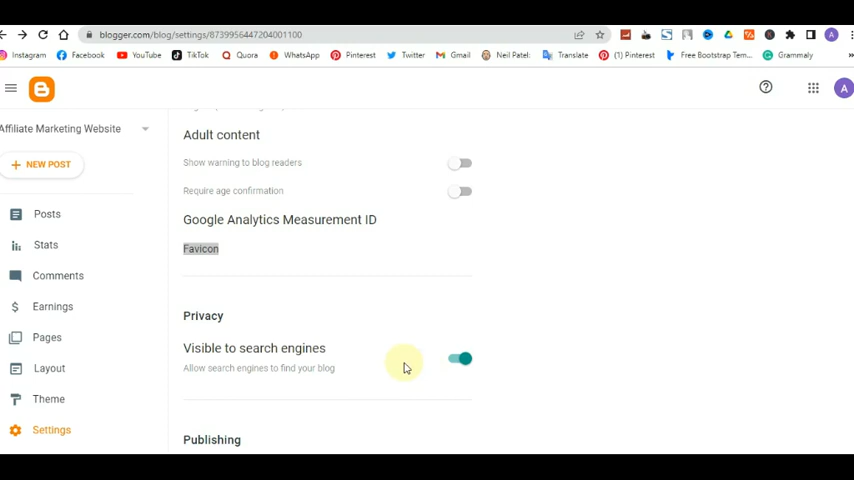 blogger.com/blog/settings/8739956447204001100
Instagram Facebook YouTube TikTok Quora WhatsApp Pinterest Twitter Gmail Neil Patel: Translate (1) Pinterest Free Bootstrap Tem... Grammaly »
A
Affiliate Marketing Website
+ NEW POST
Posts
Stats
Comments
Earnings
Pages
Layout
Theme
Settings
Adult content
Show warning to blog readers
Require age confirmation
Google Analytics Measurement ID
Favicon
Privacy
Visible to search engines
Allow search engines to find your blog
Publishing